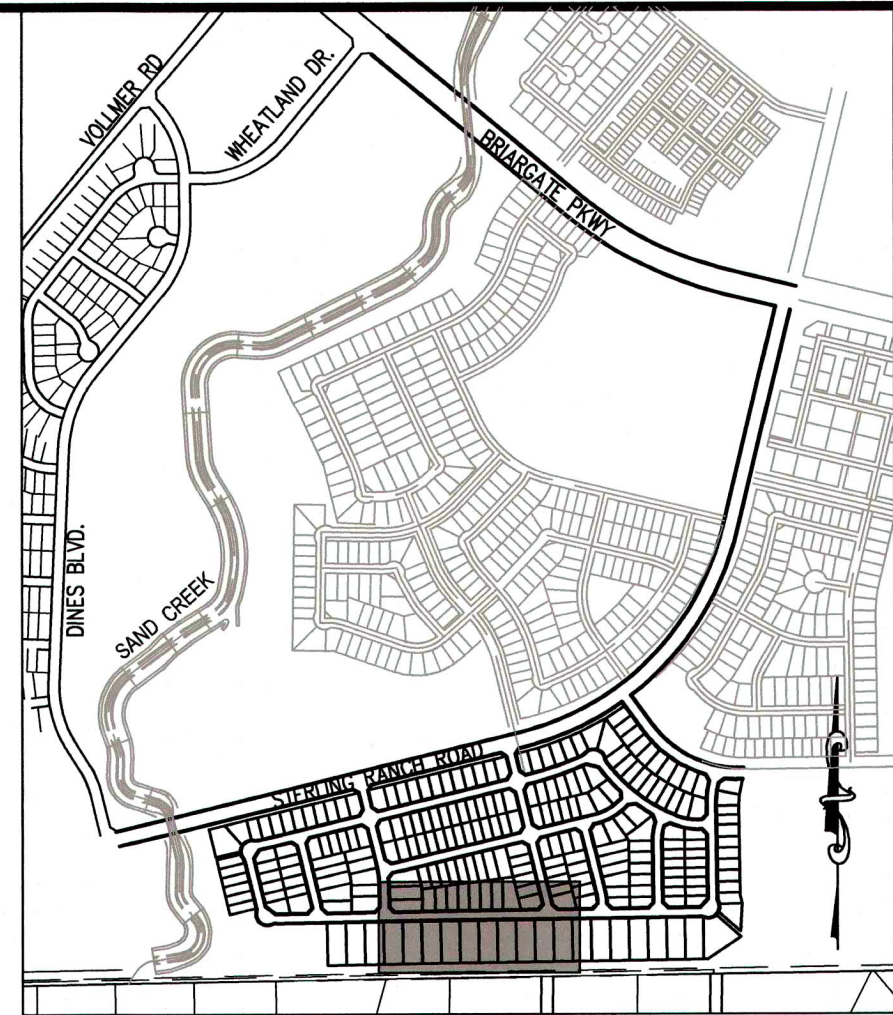 VOLLMER RD
WHEATLAND DR.
BRIARGATE PKWY
DINES BLVD.
SAND CREEK
STERLING RANCH ROAD